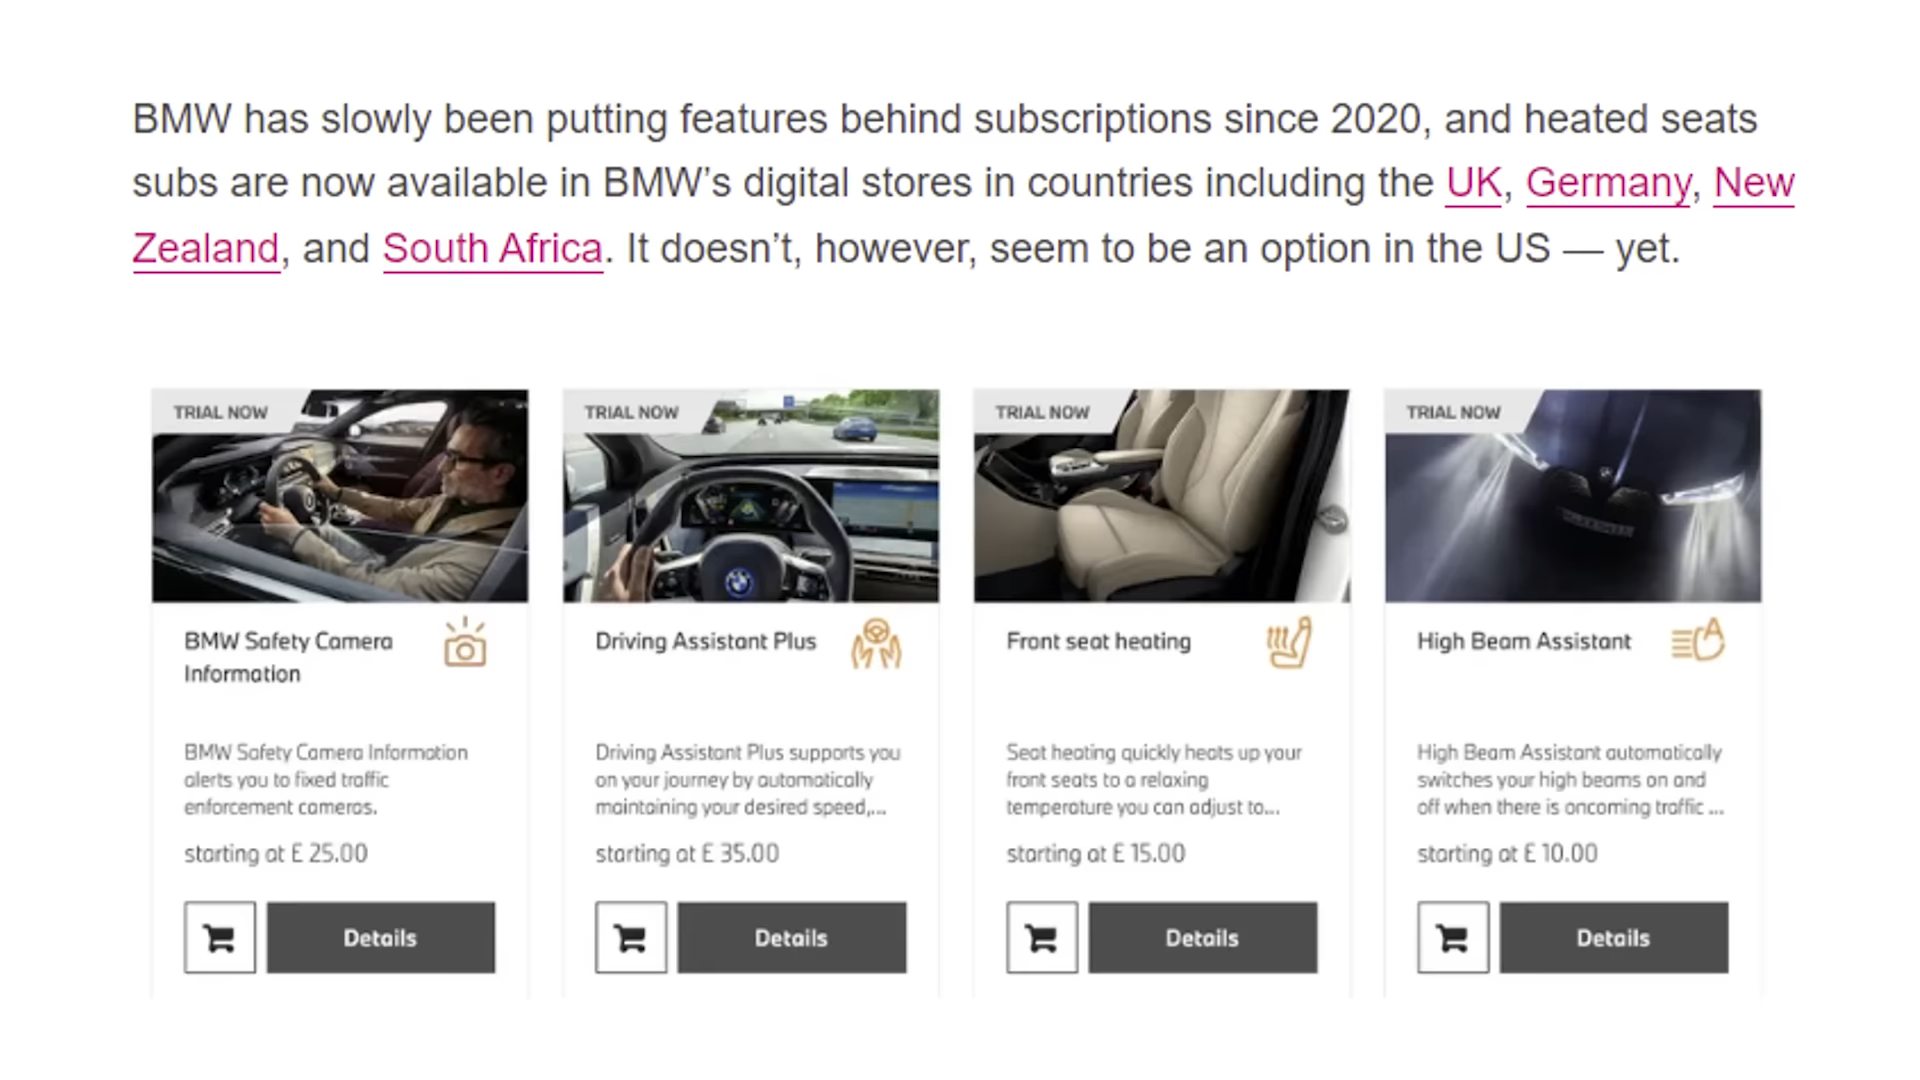 BMW has slowly been putting features behind subscriptions since 2020, and heated seats
subs are now available in BMW’s digital stores in countries including the UK, Germany, New
Zealand, and South Africa. It doesn’t, however, seem to be an option in the US — yet.
TRIAL NOW
BMW Safety Camera
Information
BMW Safety Camera Information
alerts you to fixed traffic
enforcement cameras.
starting at £ 25.00
Details
TRIAL NOW
Driving Assistant Plus
Driving Assistant Plus supports you
on your journey by automatically
maintaining your desired speed,...
starting at £ 35.00
Details
TRIAL NOW
Front seat heating
Seat heating quickly heats up your
front seats to a relaxing
temperature you can adjust to...
starting at £ 15.00
Details
TRIAL NOW
High Beam Assistant
High Beam Assistant automatically
switches your high beams on and
off when there is oncoming traffic ...
starting at £ 10.00
Details